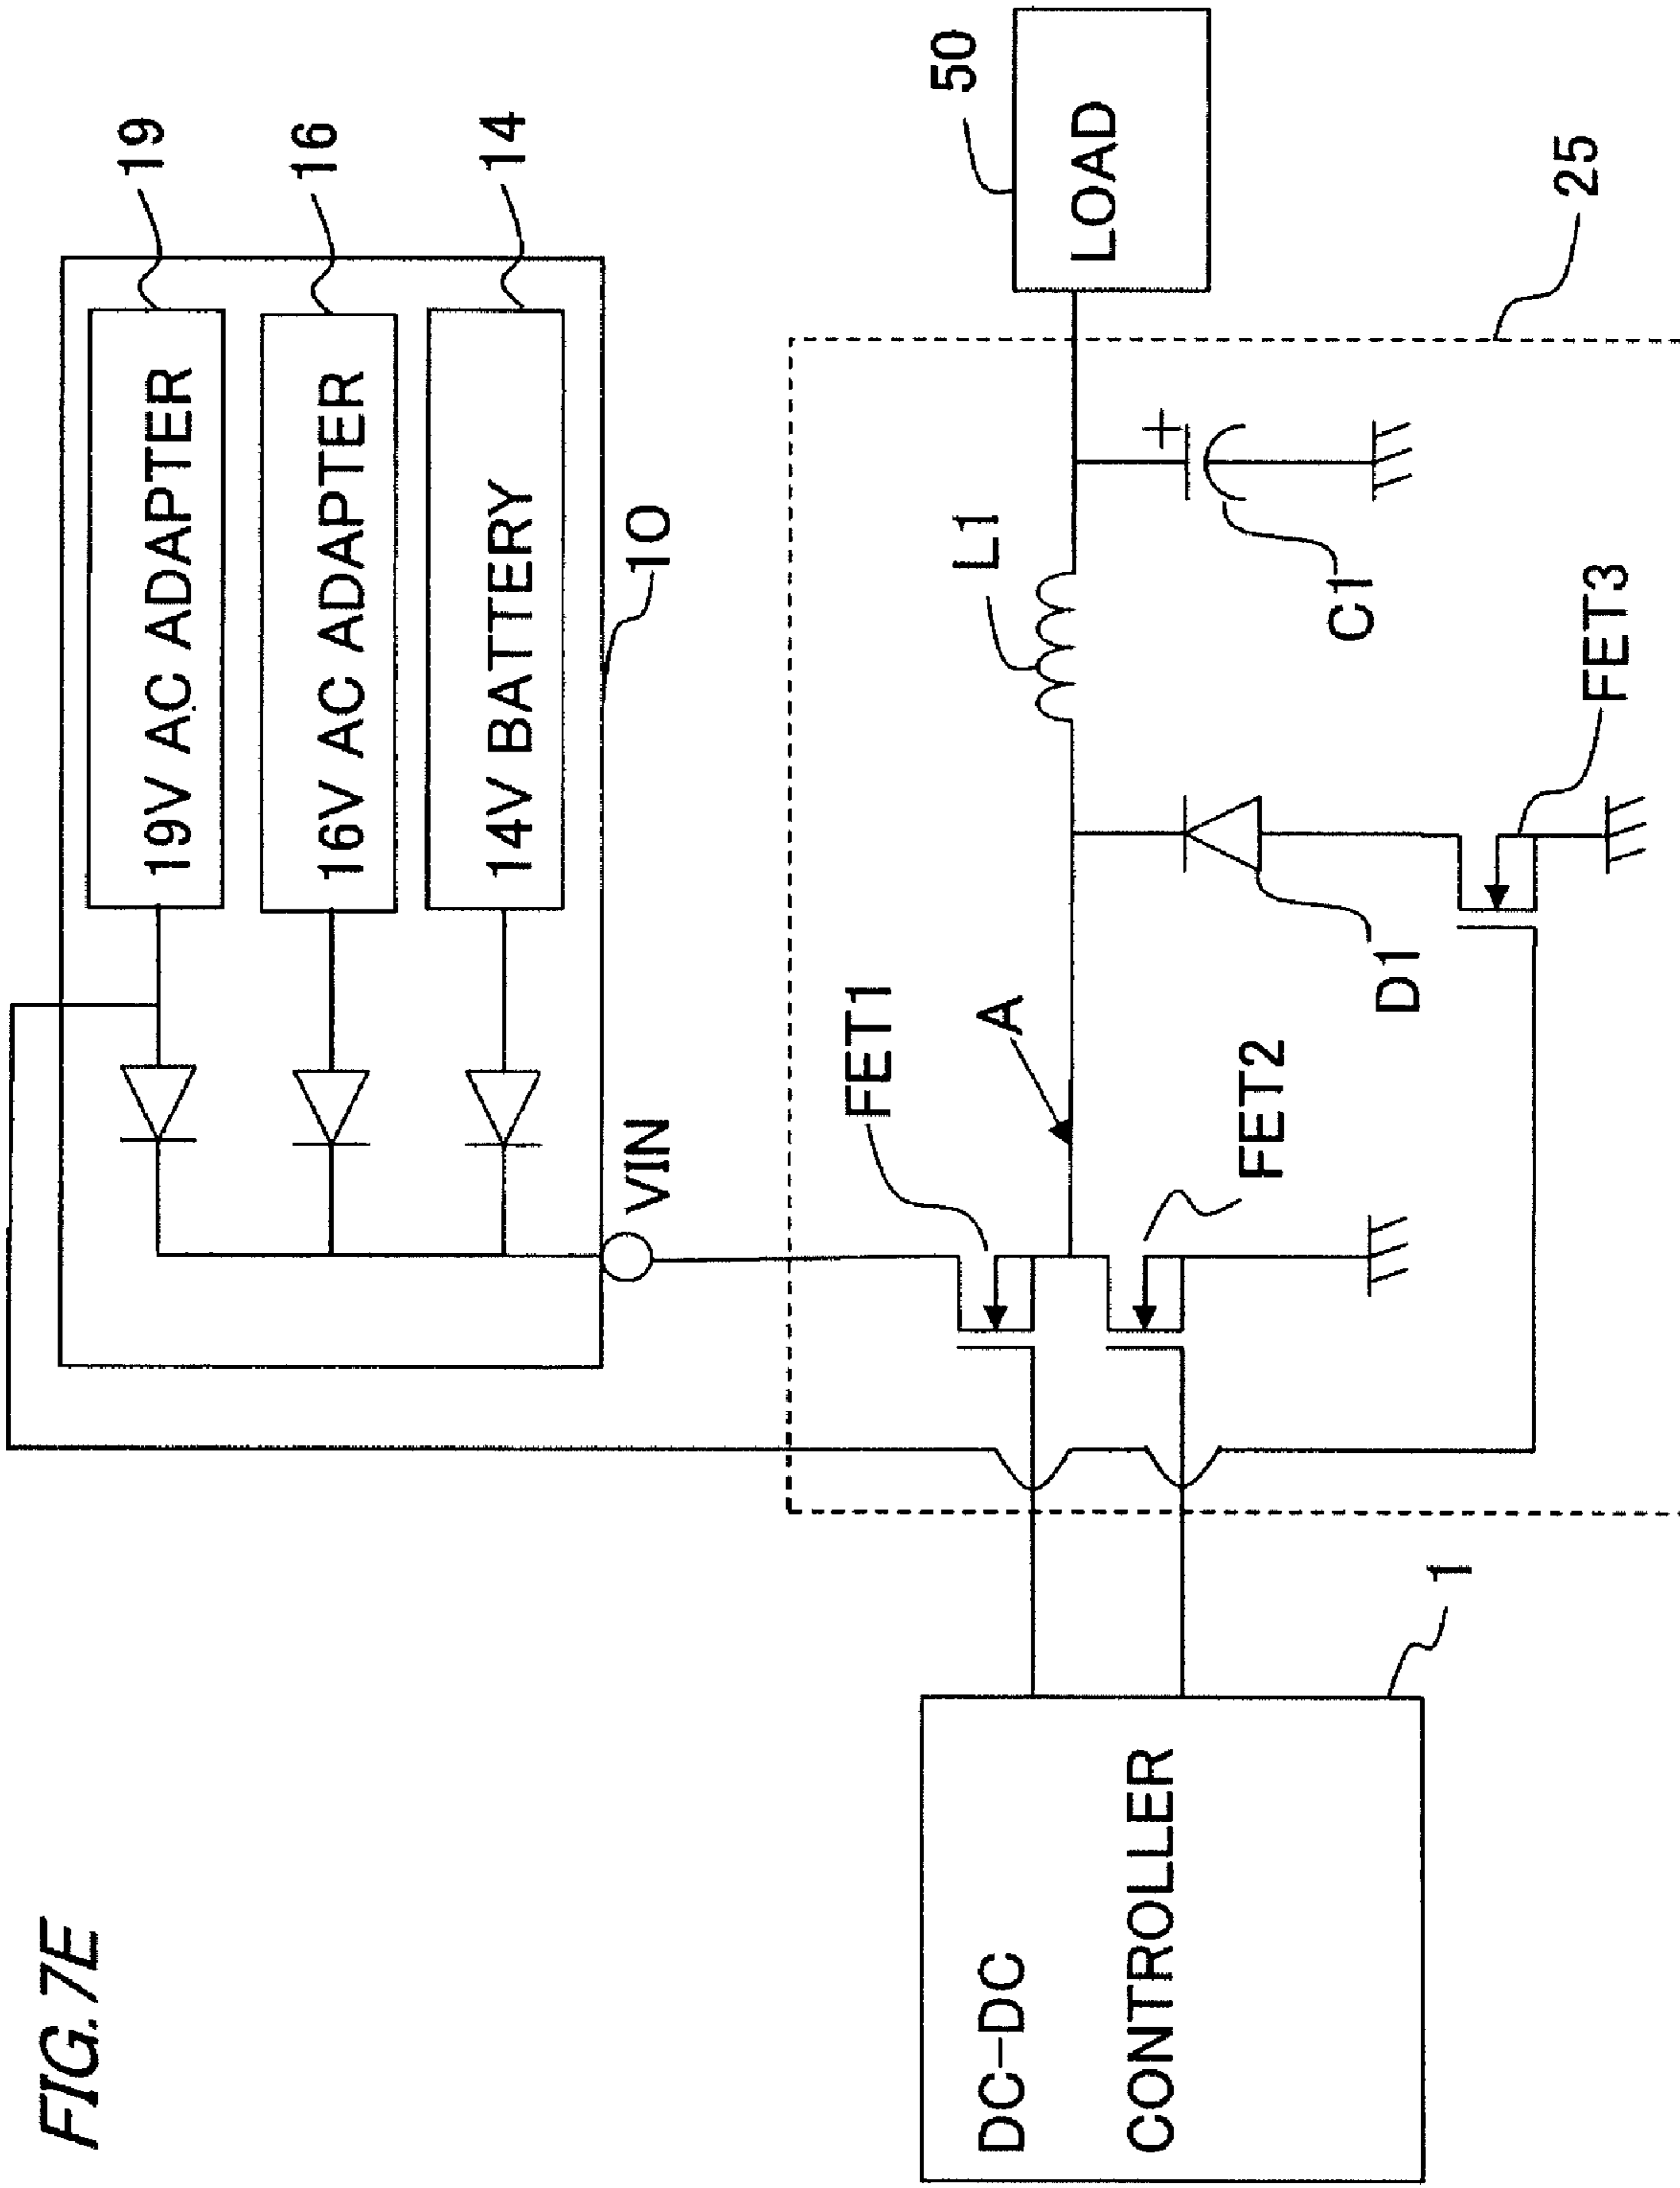 FIG. 7E
19V AC ADAPTER
19
16V AC ADAPTER
16
14V BATTERY
14
10
VIN
FET1
A
L1
50
LOAD
FET2
D1
C1
FET3
25
DC-DC
CONTROLLER
1
+